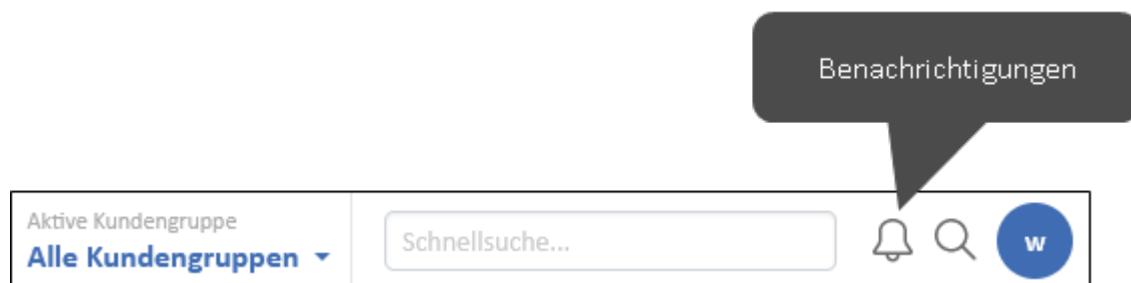 Benachrichtigungen
Aktive Kundengruppe
Alle Kundengruppen
Schnellsuche...
w